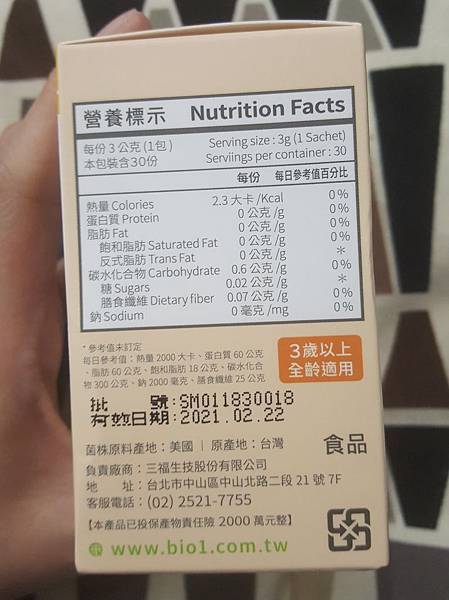 營養標示 Nutrition Facts
每份 3 公克 (1包) Serving size : 3g (1 Sachet)
本包裝含30份 Serviings per container : 30
每份 每日參考值百分比
熱量 Calories 2.3 大卡 /Kcal 0%
蛋白質 Protein 0 公克 /g 0%
脂肪 Fat 0 公克 /g 0%
飽和脂肪 Saturated Fat 0 公克 /g 0%
反式脂肪 Trans Fat 0 公克 /g *
碳水化合物 Carbohydrate 0.6 公克 /g 0%
糖 Sugars 0.02 公克 /g *
膳食纖維 Dietary fiber 0.07 公克 /g 0%
鈉 Sodium 0 毫克 /mg 0%
* 參考值未訂定
每日參考值：熱量 2000 大卡、蛋白質 60 公克
、脂肪 60 公克、飽和脂肪 18 公克、碳水化合
物 300 公克、鈉 2000 毫克、膳食纖維 25 公克
3歲以上
全齡適用
批 號:SM011830018
有效日期:2021.02.22
菌株原料產地：美國 | 原產地：台灣
食品
負責廠商：三福生技股份有限公司
地 址：台北市中山區中山北路二段 21 號 7F
客服電話：(02) 2521-7755
【本產品已投保產物責任險 2000 萬元整】
www.bio1.com.tw